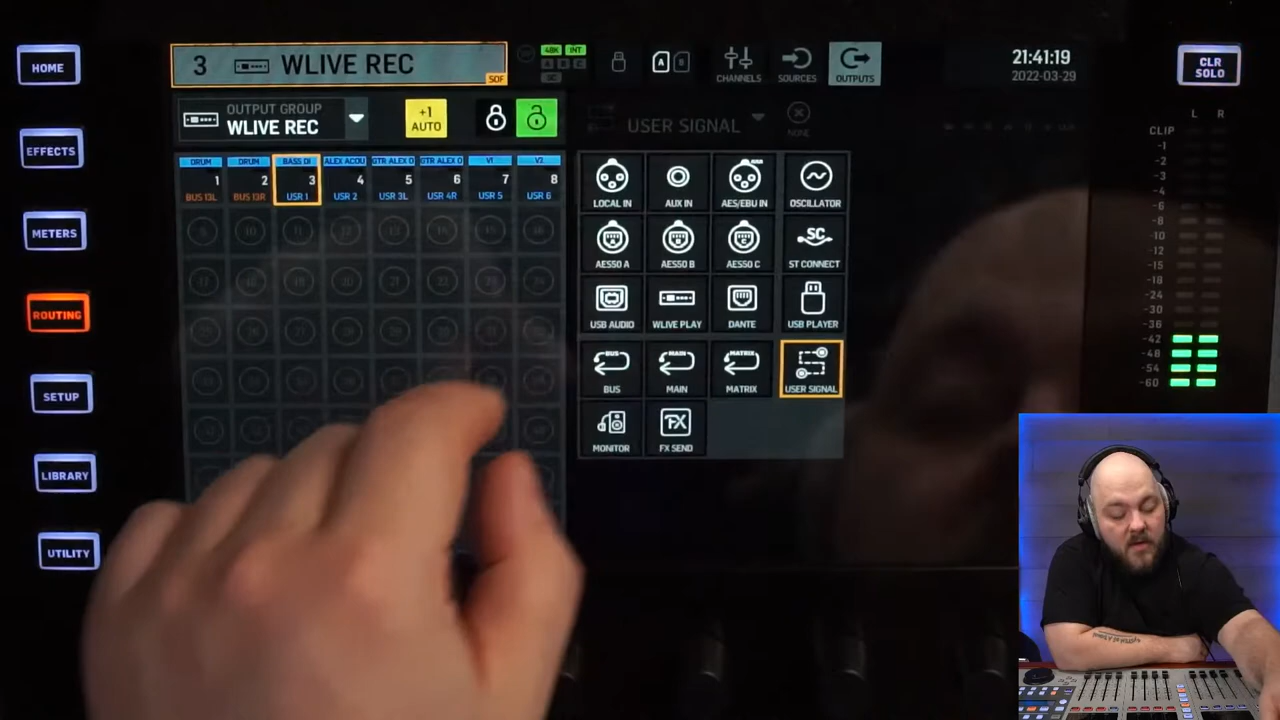 HOME
EFFECTS
METERS
ROUTING
SETUP
LIBRARY
UTILITY
3 WLIVE REC
SOF
48K INT
A B C
SC
A B
CHANNELS
SOURCES
OUTPUTS
21:41:19
2022-03-29
CLR SOLO
OUTPUT GROUP
WLIVE REC
+1
AUTO
USER SIGNAL
NONE
DRUM DRUM BASS DI ALEX ACOU GTR ALEX O GTR ALEX O V1 V2
1 2 3 4 5 6 7 8
BUS 13L BUS 13R USR 1 USR 2 USR 3L USR 4R USR 5 USR 6
LOCAL IN AUX IN AES/EBU IN OSCILLATOR
SC
AES50 A AES50 B AES50 C ST CONNECT
USB AUDIO WLIVE PLAY DANTE USB PLAYER
BUS MAIN MATRIX
BUS MAIN MATRIX USER SIGNAL
FX
MONITOR FX SEND
L R
CLIP
-1
-2
-3
-4
-6
-8
-10
-12
-15
-18
-24
-30
-36
-42
-48
-54
-60